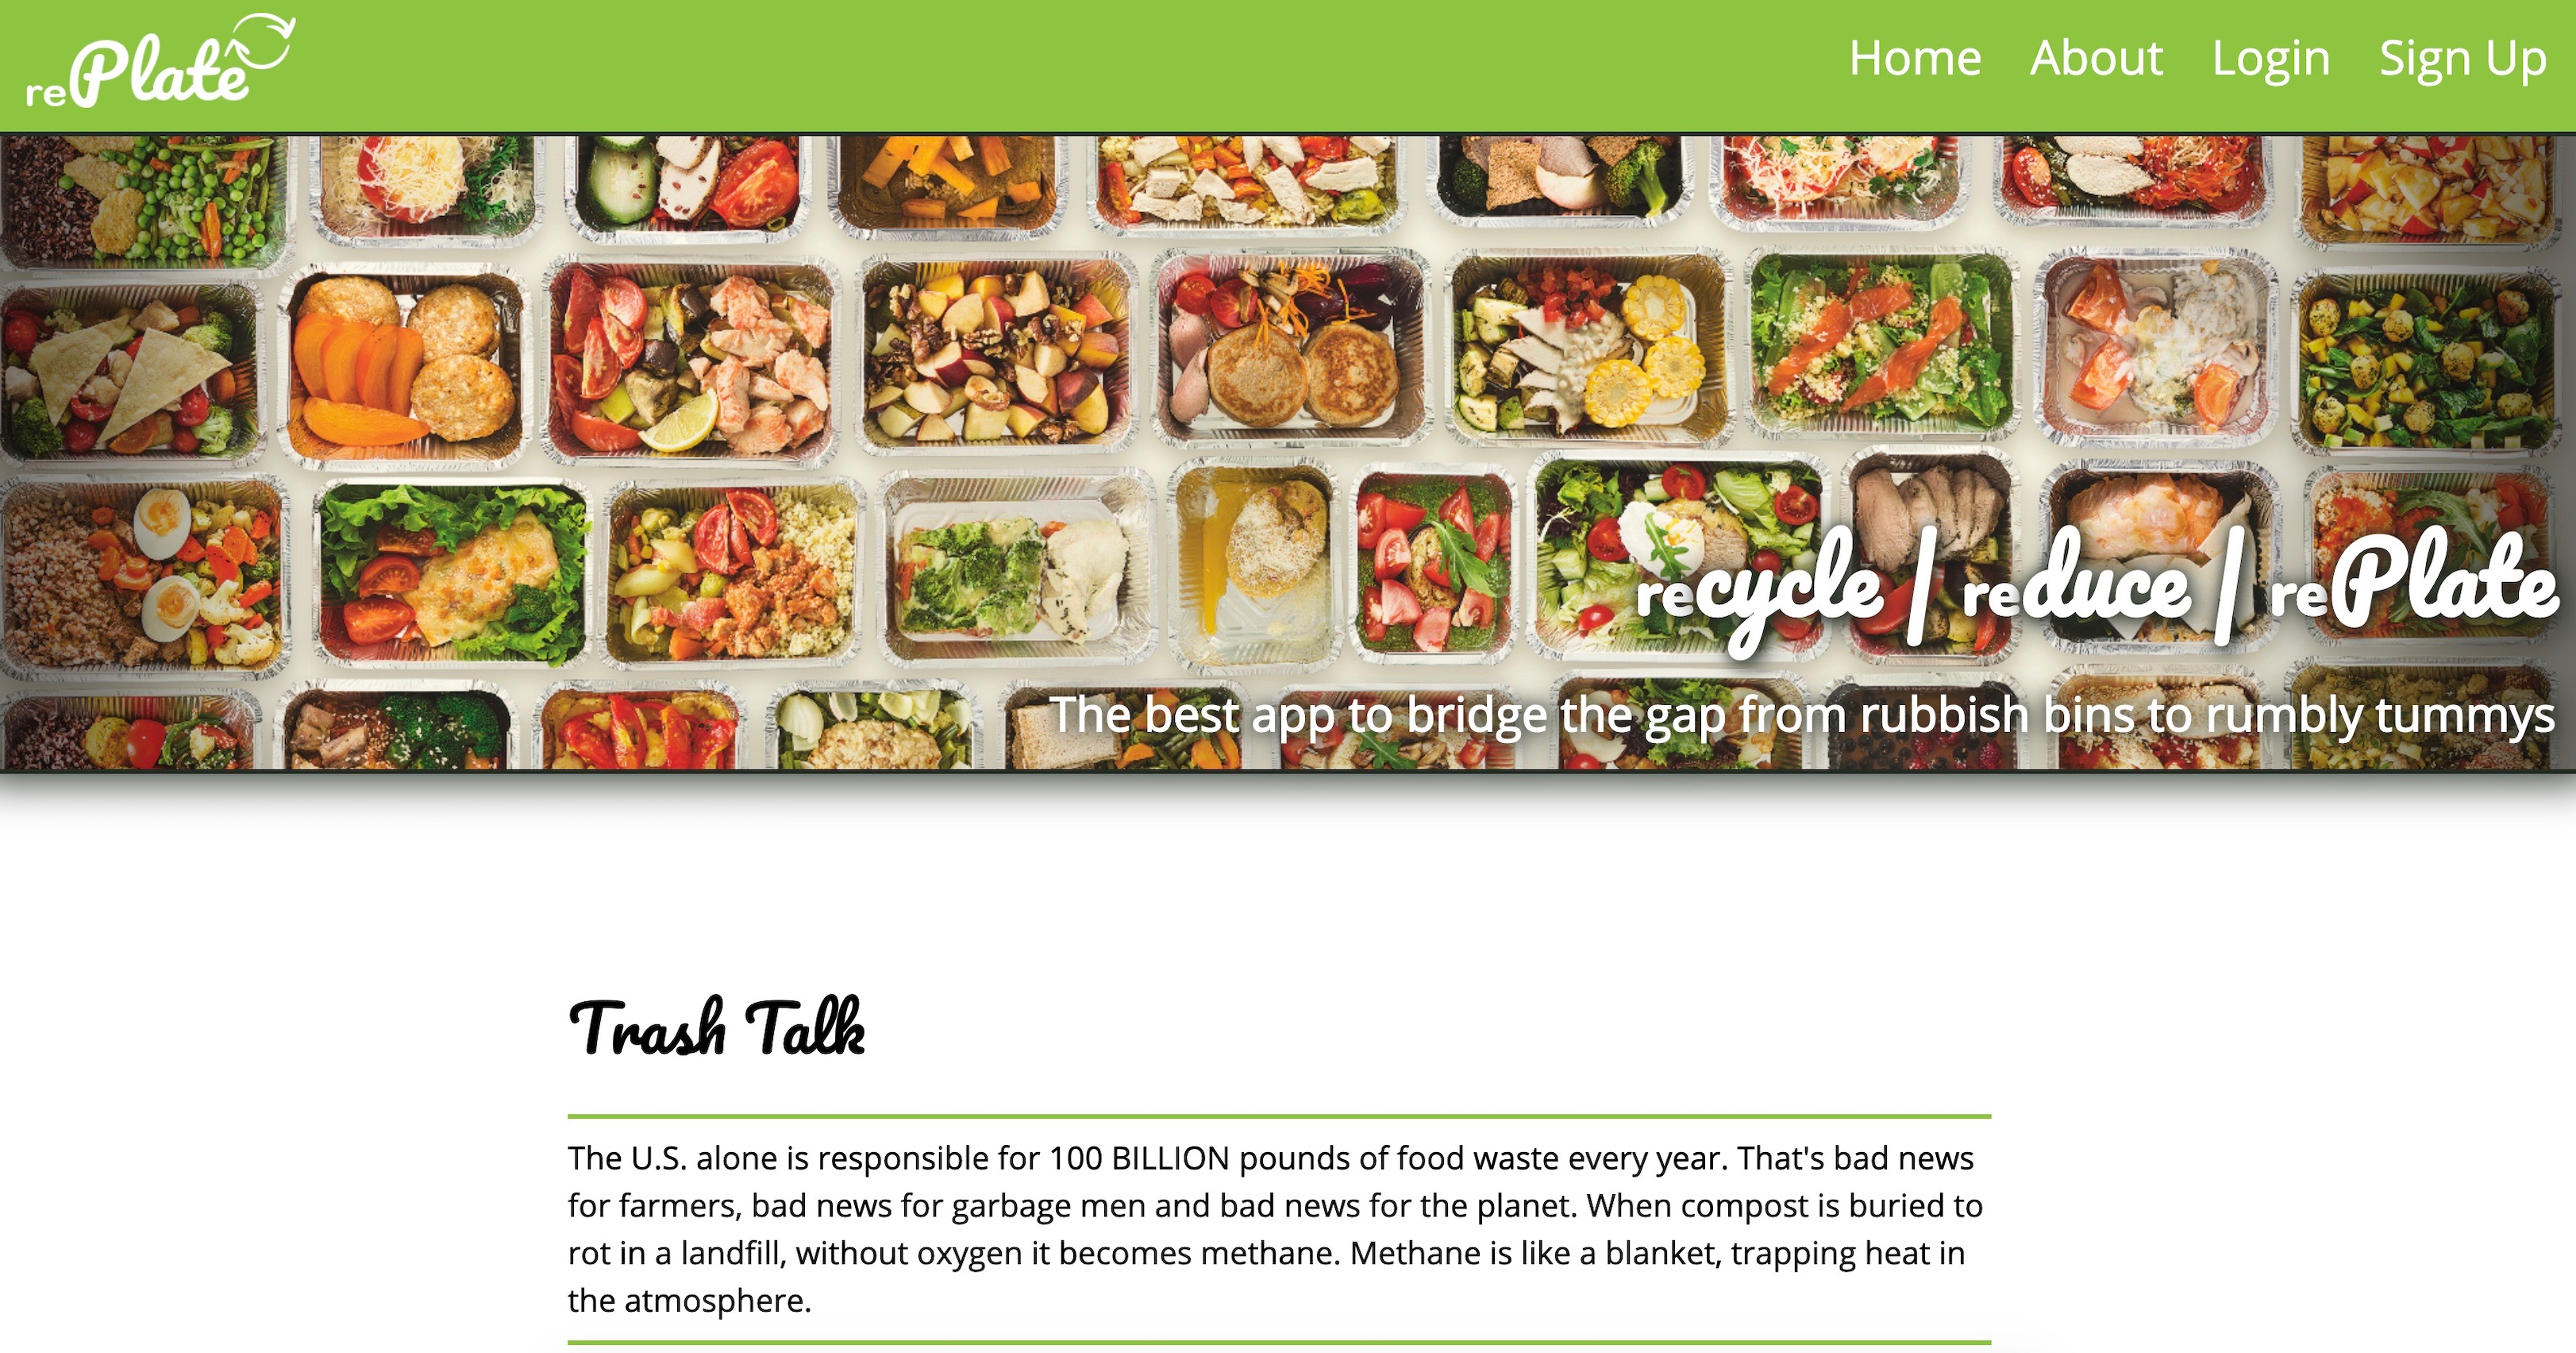 rePlate
Home About Login Sign Up
recycle | reduce | rePlate
The best app to bridge the gap from rubbish bins to rumbly tummys
Trash Talk
The U.S. alone is responsible for 100 BILLION pounds of food waste every year. That's bad news
for farmers, bad news for garbage men and bad news for the planet. When compost is buried to
rot in a landfill, without oxygen it becomes methane. Methane is like a blanket, trapping heat in
the atmosphere.